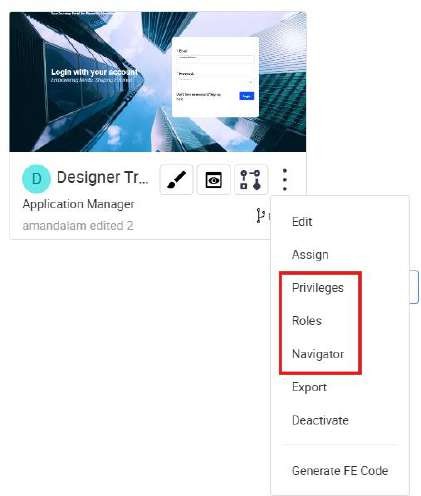 Login with your account
D
Designer Tr...
Application Manager
amandalam edited 2
Edit
Assign
Privileges
Roles
Navigator
Export
Deactivate
Generate FE Code